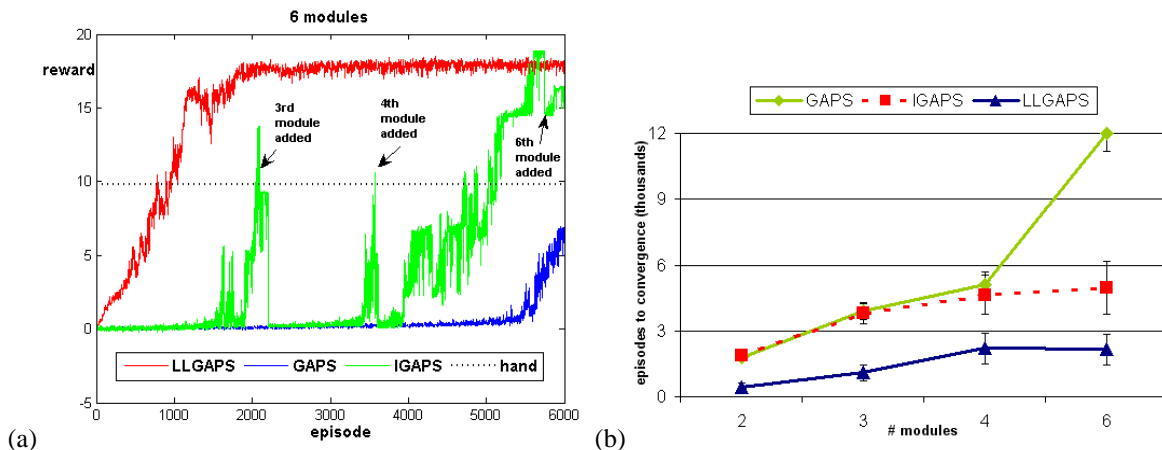 6 modules
20
reward
15
10
5
0
-5
3rd
module
added
4th
module
added
6th
module
added
LLGAPS GAPS IGAPS hand
0 1000 2000 3000 4000 5000 6000
episode
(a)
GAPS IGAPS LLGAPS
episodes to convergence (thousands)
12
9
6
3
0
2 3 4 6
# modules
(b)